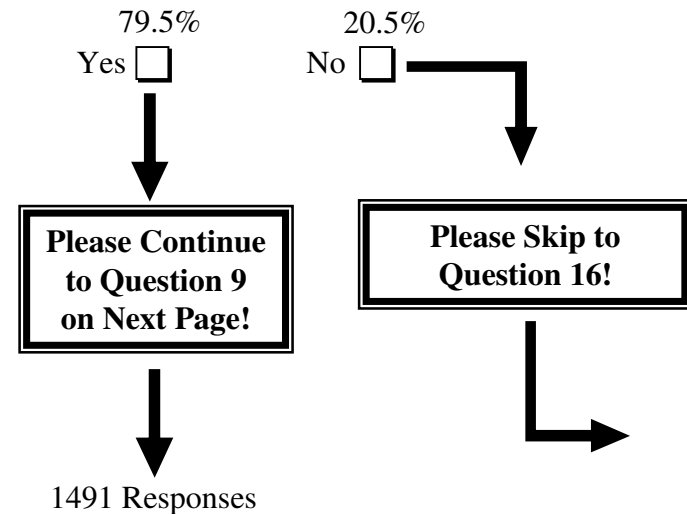 79.5%
20.5%
Yes
No
Please Continue
to Question 9
on Next Page!
Please Skip to
Question 16!
1491 Responses